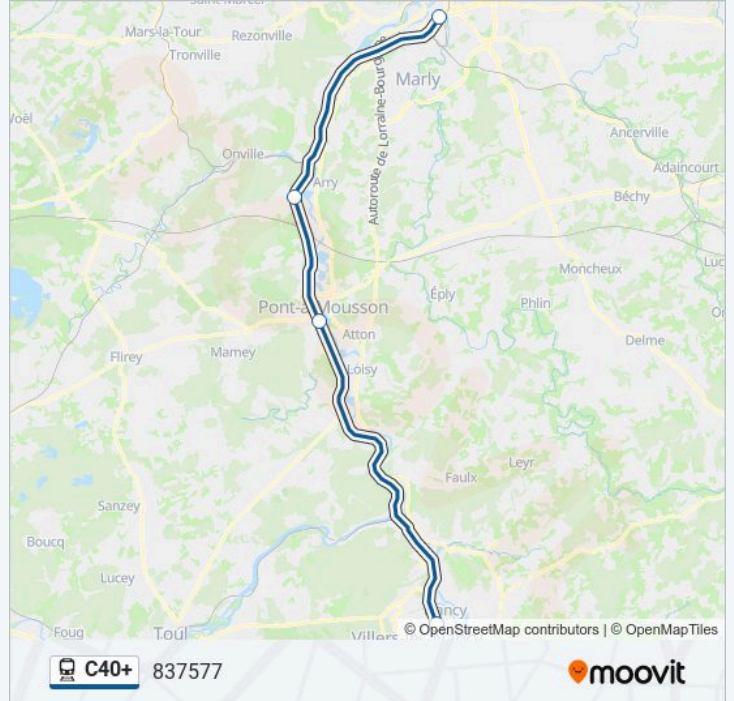 Saint-Marcel
Mars-la-Tour
Rezonville
Tronville
Marly
Autoroute de Lorraine-Bourgogne
Ancerville
Onville
Adaincourt
Arry
Béchy
Moncheux
Éply
Phlin
Pont-à-Mousson
Atton
Delme
Flirey
Mamey
Loisy
Leyr
Faulx
Sanzey
Boucq
Lucey
ancy
Foug
Toul
Villers
© OpenStreetMap contributors | © OpenMapTiles
C40+ 837577
moovit